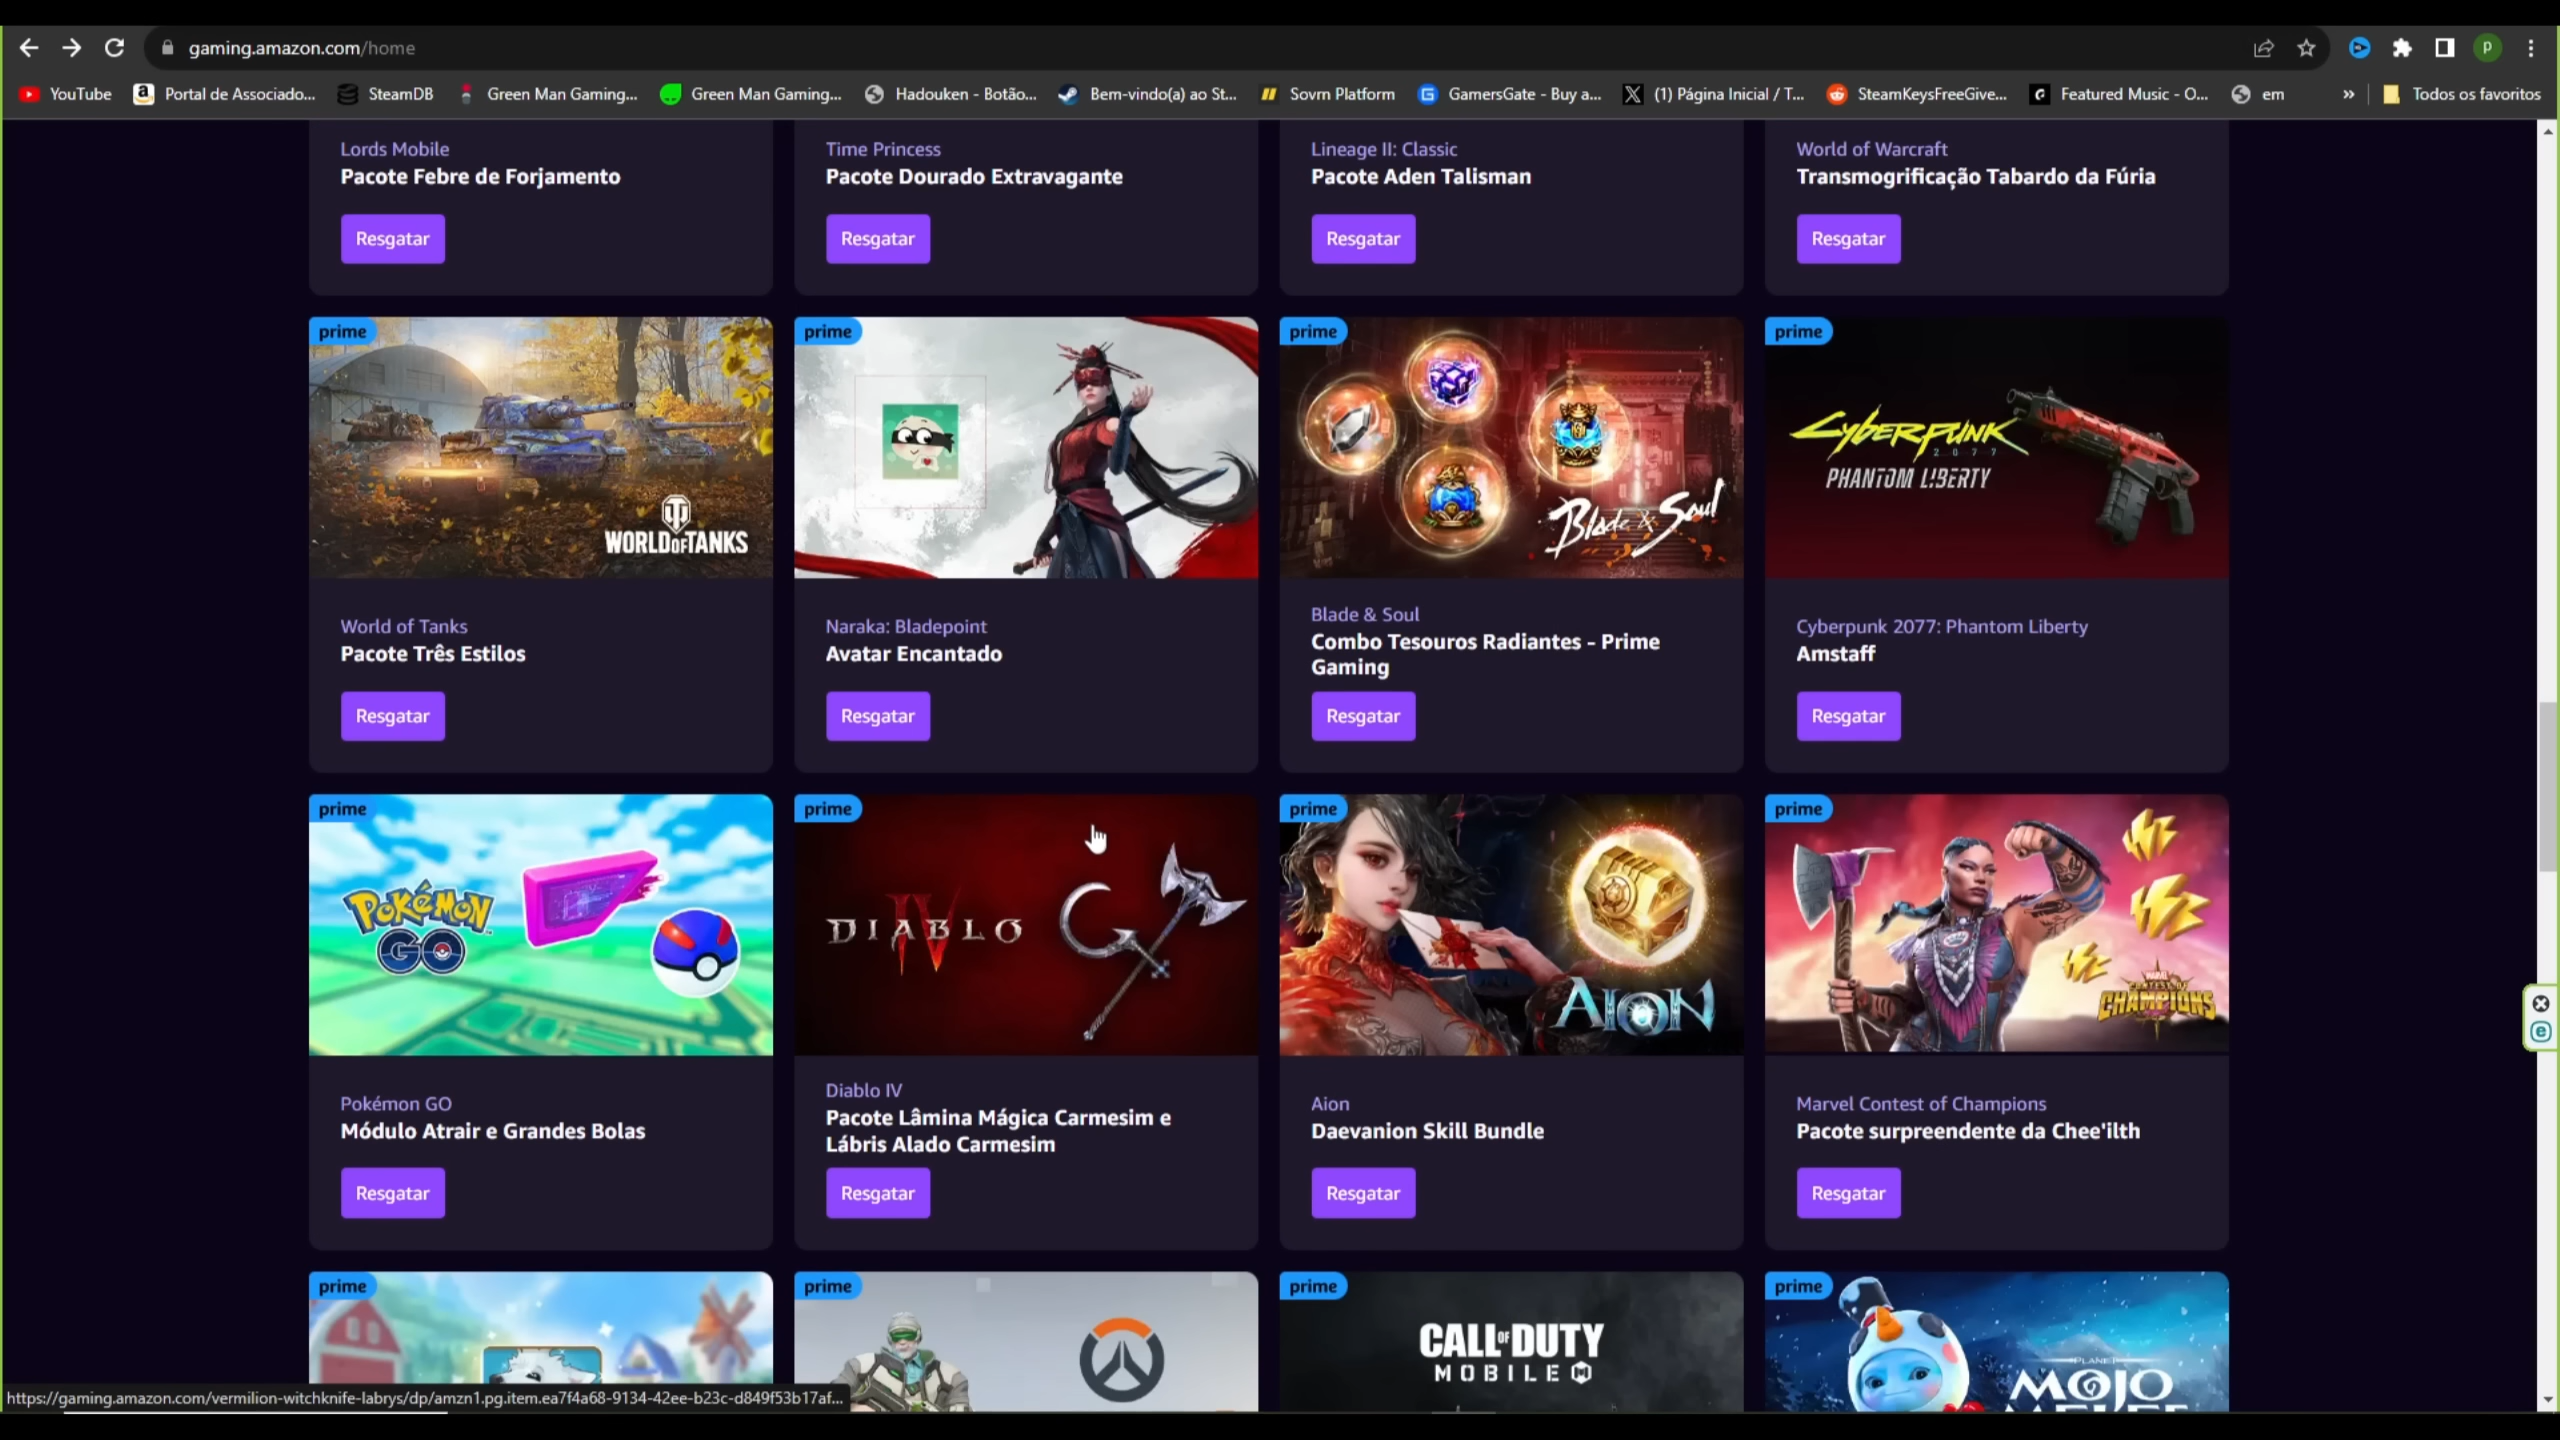 gaming.amazon.com/home
YouTube
Portal de Associado...
SteamDB
Green Man Gaming...
Green Man Gaming...
Hadouken - Botão...
Bem-vindo(a) ao St...
Sovrn Platform
GamersGate - Buy a...
(1) Página Inicial / T...
SteamKeysFreeGive...
Featured Music - O...
em
»
Todos os favoritos
Lords Mobile
Pacote Febre de Forjamento
Resgatar
Time Princess
Pacote Dourado Extravagante
Resgatar
Lineage II: Classic
Pacote Aden Talisman
Resgatar
World of Warcraft
Transmogrificação Tabardo da Fúria
Resgatar
prime
WORLD OF TANKS
World of Tanks
Pacote Três Estilos
Resgatar
prime
Naraka: Bladepoint
Avatar Encantado
Resgatar
prime
Blade & Soul
Blade & Soul
Combo Tesouros Radiantes - Prime
Gaming
Resgatar
prime
CYBERPUNK
2077
PHANTOM LIBERTY
Cyberpunk 2077: Phantom Liberty
Amstaff
Resgatar
prime
POKéMON
GO
Pokémon GO
Módulo Atrair e Grandes Bolas
Resgatar
prime
DIABLO
IV
Diablo IV
Pacote Lâmina Mágica Carmesim e
Lábris Alado Carmesim
Resgatar
prime
AION
Aion
Daevanion Skill Bundle
Resgatar
prime
MARVEL
CONTEST OF
CHAMPIONS
Marvel Contest of Champions
Pacote surpreendente da Chee'ilth
Resgatar
prime
prime
prime
CALL OF DUTY
MOBILE
prime
PLANET
MOJO
MELEE
https://gaming.amazon.com/vermilion-witchknife-labrys/dp/amzn1.pg.item.ea7f4a68-9134-42ee-b23c-d849f53b17af...